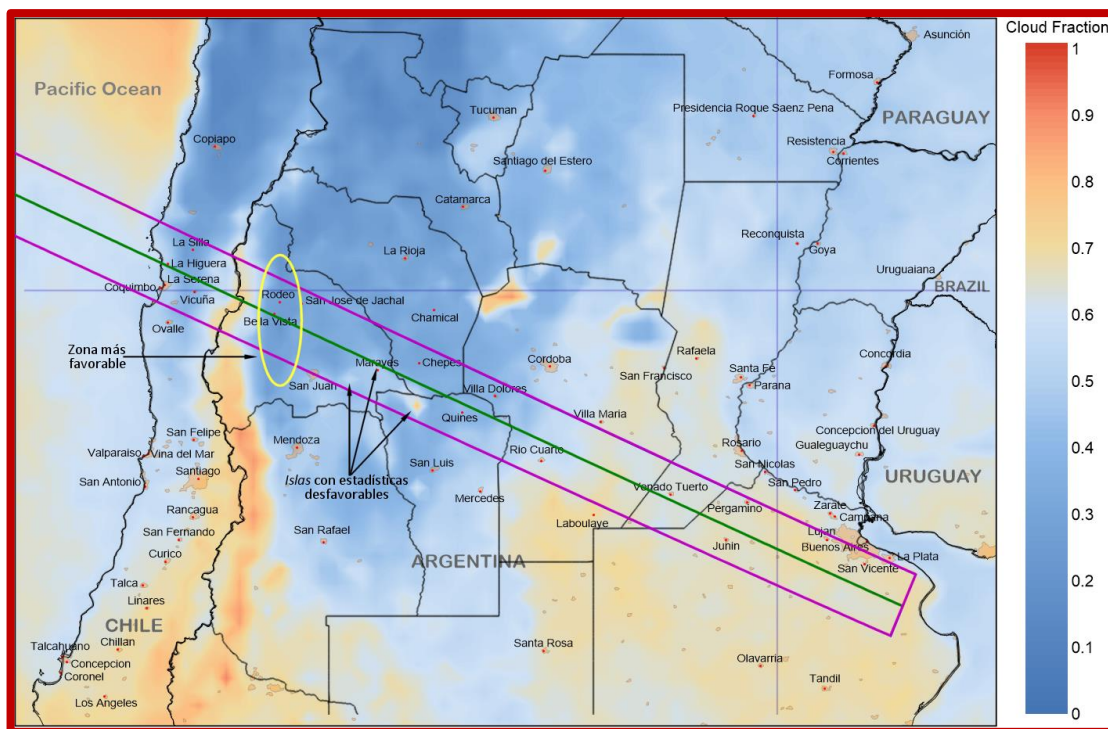 Cloud Fraction
1
0.9
0.8
0.7
0.6
0.5
0.4
0.3
0.2
0.1
0
Asunción
Formosa
Pacific Ocean
Tucuman
Presidencia Roque Saenz Pena
PARAGUAY
Copiapo
Resistencia
Corrientes
Santiago del Estero
Catamarca
La Silla
La Rioja
Reconquista
Goya
La Higuera
Uruguaiana
La Serena
Coquimbo
BRAZIL
Vicuña
Rodeo
San Jose de Jachal
Ovalle
Bella Vista
Chamical
Zona más
favorable
Rafaela
Concordia
Marayes
Chepes
Cordoba
San Francisco
Santa Fe
Parana
San Juan
Villa Dolores
Quines
Villa Maria
Concepcion del Uruguay
San Felipe
Mendoza
Gualeguaychu
Valparaiso
Vina del Mar
Rosario
Rio Cuarto
San Luis
San Nicolas
Santiago
Islas con estadísticas
desfavorables
URUGUAY
San Antonio
Venado Tuerto
San Pedro
Mercedes
Rancagua
Pergamino
Zarate
Campana
Laboulaye
San Rafael
San Fernando
Lujan
Junin
Buenos Aires
Curico
ARGENTINA
La Plata
San Vicente
Talca
Linares
CHILE
Talcahuano
Chillan
Santa Rosa
Concepcion
Coronel
Olavarria
Tandil
Los Angeles